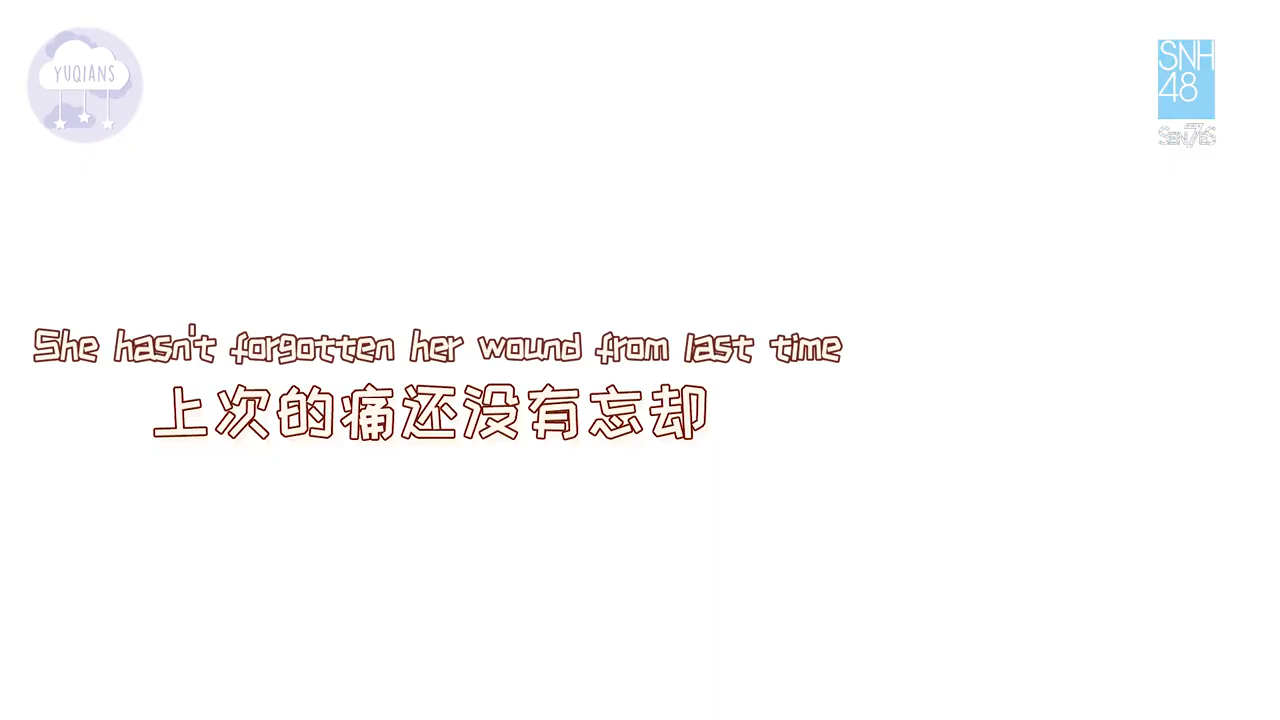 YUQIANS
SNH
48
SEN7ES
She hasn't forgotten her wound from last time
上次的痛还没有忘却